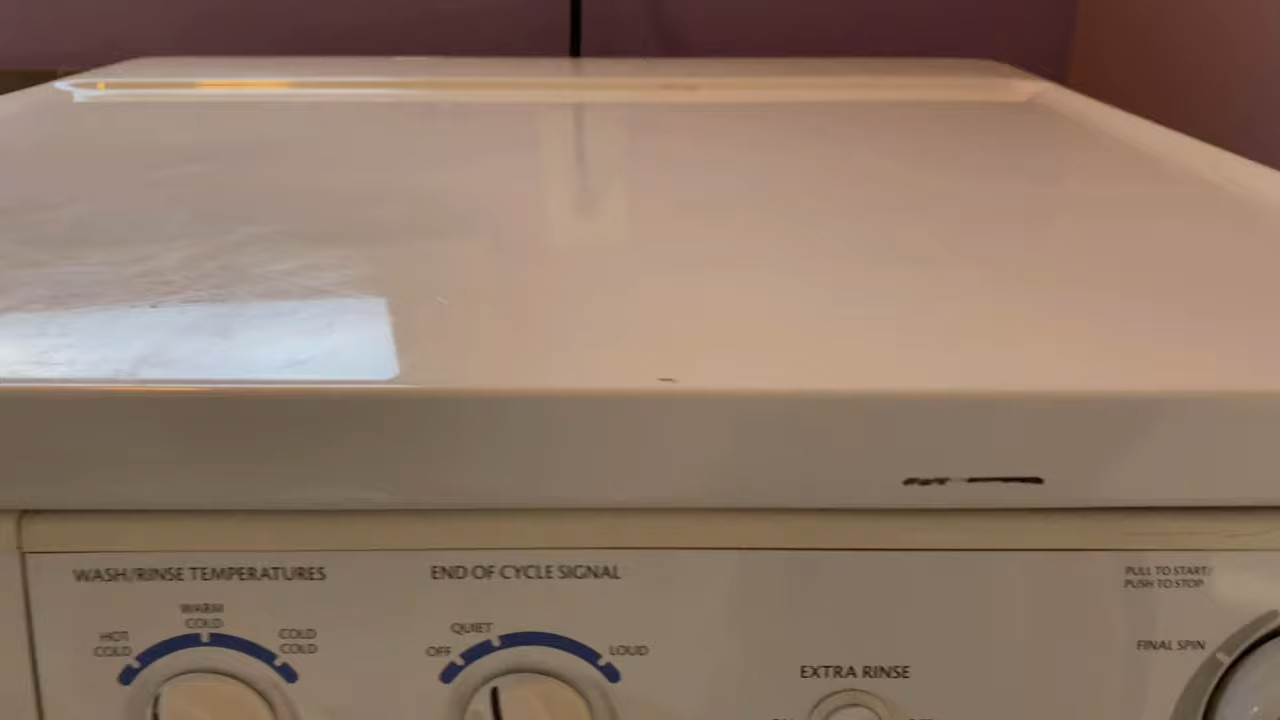 WASH/RINSE TEMPERATURES
WARM
COLD
HOT
COLD
COLD
COLD
END OF CYCLE SIGNAL
QUIET
OFF
LOUD
EXTRA RINSE
PULL TO START/
PUSH TO STOP
FINAL SPIN